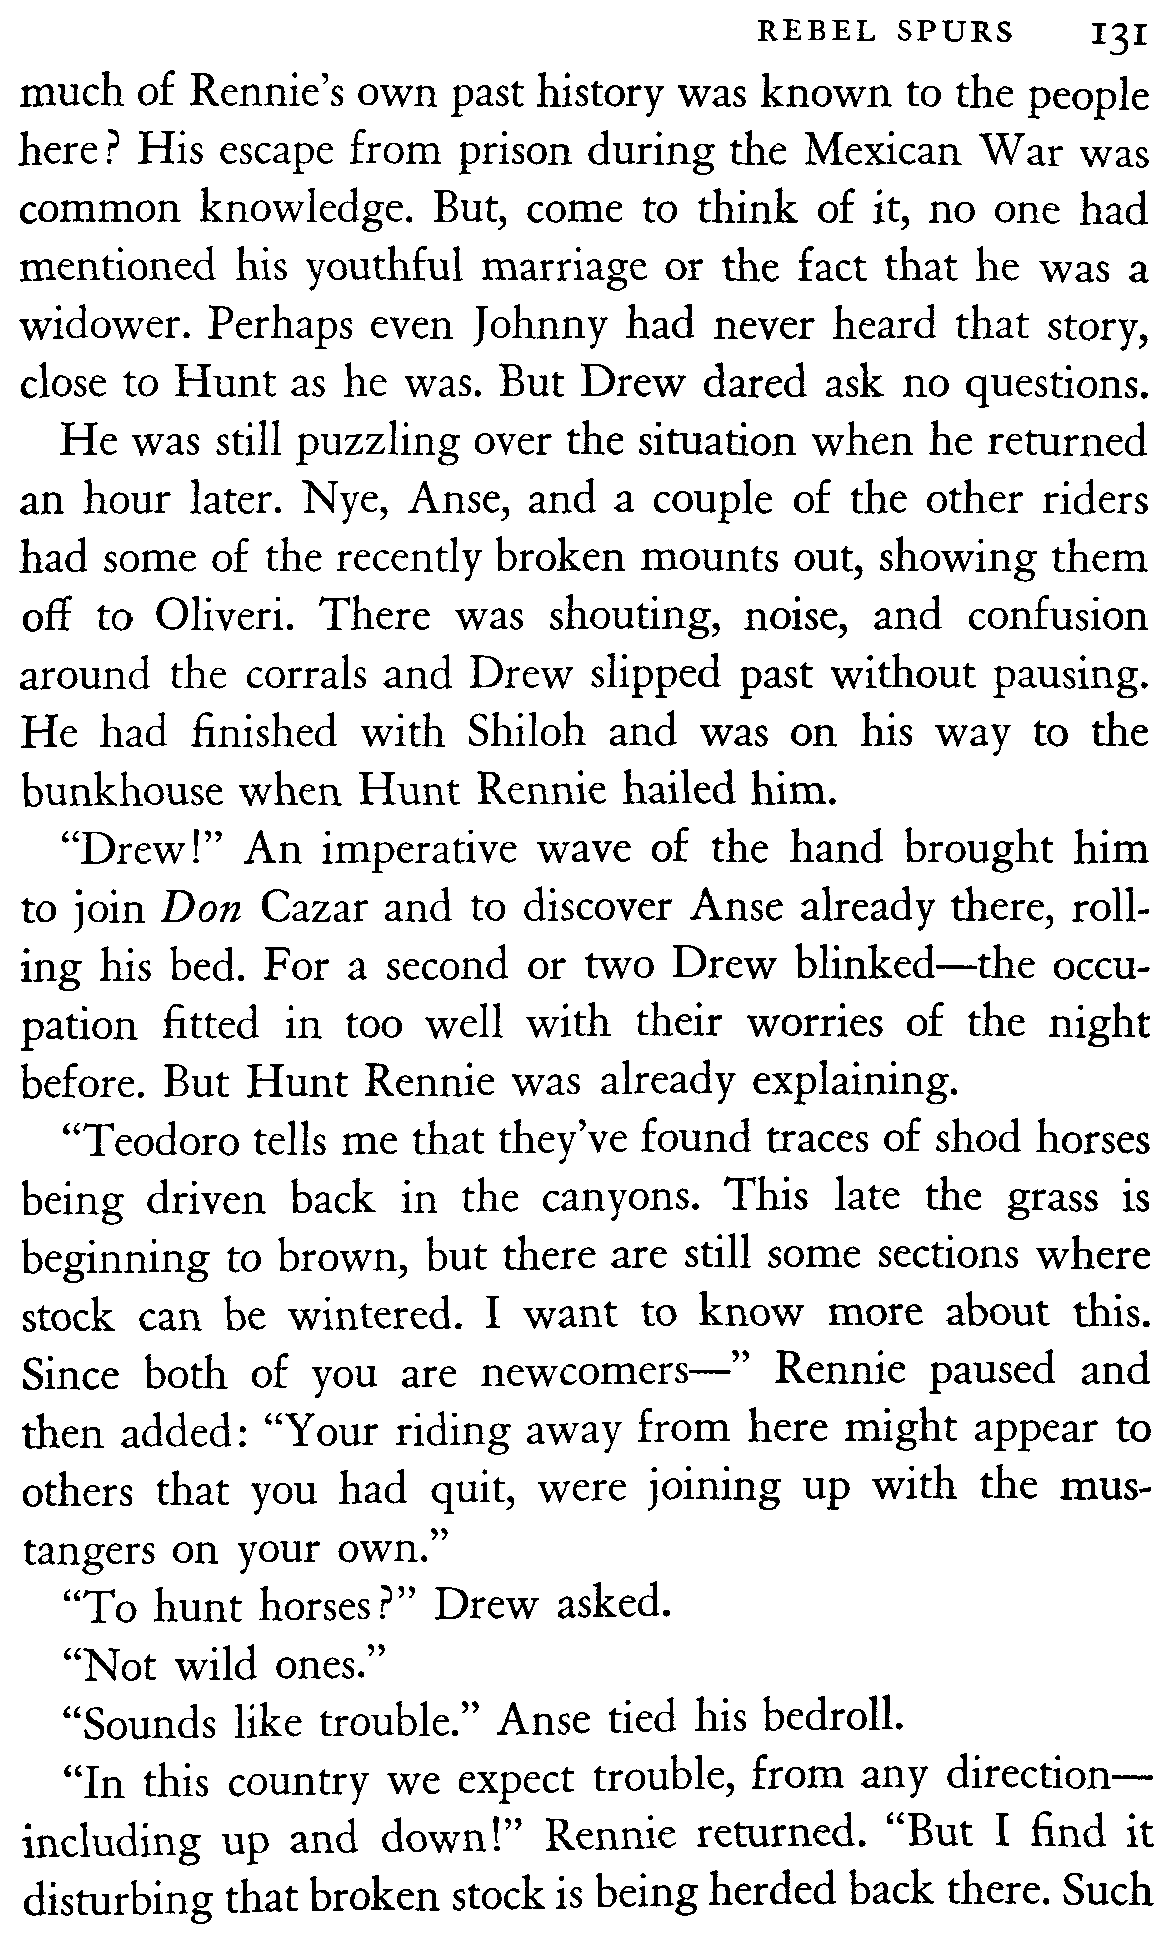 REBEL SPURS 131
much of Rennie's own past history was known to the people
here? His escape from prison during the Mexican War was
common knowledge. But, come to think of it, no one had
mentioned his youthful marriage or the fact that he was a
widower. Perhaps even Johnny had never heard that story,
close to Hunt as he was. But Drew dared ask no questions.
He was still puzzling over the situation when he returned
an hour later. Nye, Anse, and a couple of the other riders
had some of the recently broken mounts out, showing them
off to Oliveri. There was shouting, noise, and confusion
around the corrals and Drew slipped past without pausing.
He had finished with Shiloh and was on his way to the
bunkhouse when Hunt Rennie hailed him.
“Drew!” An imperative wave of the hand brought him
to join Don Cazar and to discover Anse already there, roll-
ing his bed. For a second or two Drew blinked—the occu-
pation fitted in too well with their worries of the night
before. But Hunt Rennie was already explaining.
“Teodoro tells me that they've found traces of shod horses
being driven back in the canyons. This late the grass is
beginning to brown, but there are still some sections where
stock can be wintered. I want to know more about this.
Since both of you are newcomers—” Rennie paused and
then added: “Your riding away from here might appear to
others that you had quit, were joining up with the mus-
tangers on your own.”
“To hunt horses?” Drew asked.
“Not wild ones.”
“Sounds like trouble.” Anse tied his bedroll.
“In this country we expect trouble, from any direction—
including up and down!” Rennie returned. “But I find it
disturbing that broken stock is being herded back there. Such